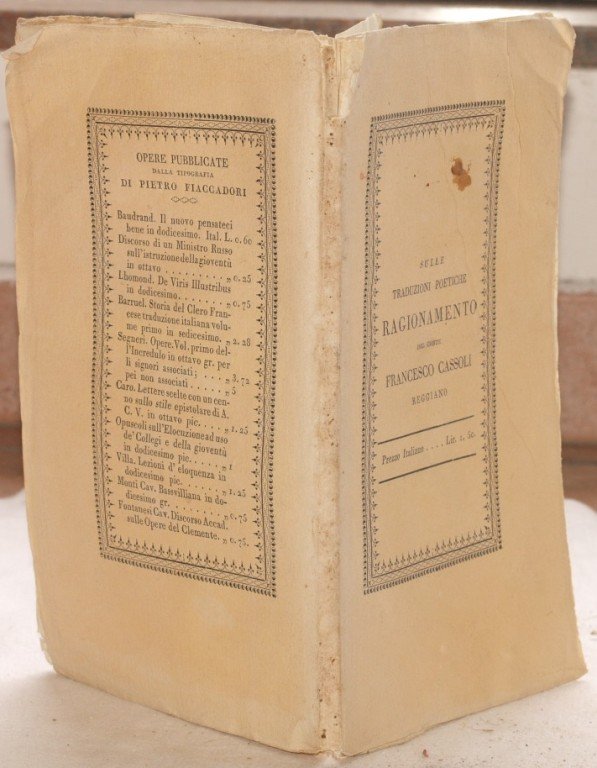 OPERE PUBBLICATE
DALLA TIPOGRAFIA
DI PIETRO FIACCADORI
Baudrand. Il nuovo pensateci
bene in dodicesimo. Ital. L. 0. 60
Discorso di un Ministro Russo
sull'istruzione della gioventù
in ottavo . . . . . . . . „ 0. 25
Lhomond. De Viris Illustribus
in dodicesimo . . . . . . . „ 0. 75
Barruel. Storia del Clero Fran-
cese traduzione italiana volu-
me primo in sedicesimo. „ 2. 28
Segneri. Opere. Vol. primo del-
l'Incredulo in ottavo gr. per
li signori associati ; . . . „ 3. 72
pei non associati . . . . . „ 5
Caro. Lettere scelte con un cen-
no sullo stile epistolare di A.
C. V. in ottavo pic. . . . . „ 1. 25
Opuscoli sull'Elocuzione ad uso
de' Collegi e della gioventù
in dodicesimo pic. . . . . . „ 1
Villa. Lezioni d' eloquenza in
dodicesimo pic. . . . . . . „ 1. 25
Monti Cav. Bassvilliana in do-
dicesimo gr. . . . . . . . „ 0. 75
Fontanesi Cav. Discorso Accad.
sulle Opere del Clemente. „ 0. 75.
SULLE
TRADUZIONI POETICHE
RAGIONAMENTO
DEL CONTE
FRANCESCO CASSOLI
REGGIANO
Prezzo Italiane . . . . Lir. 1. 50.